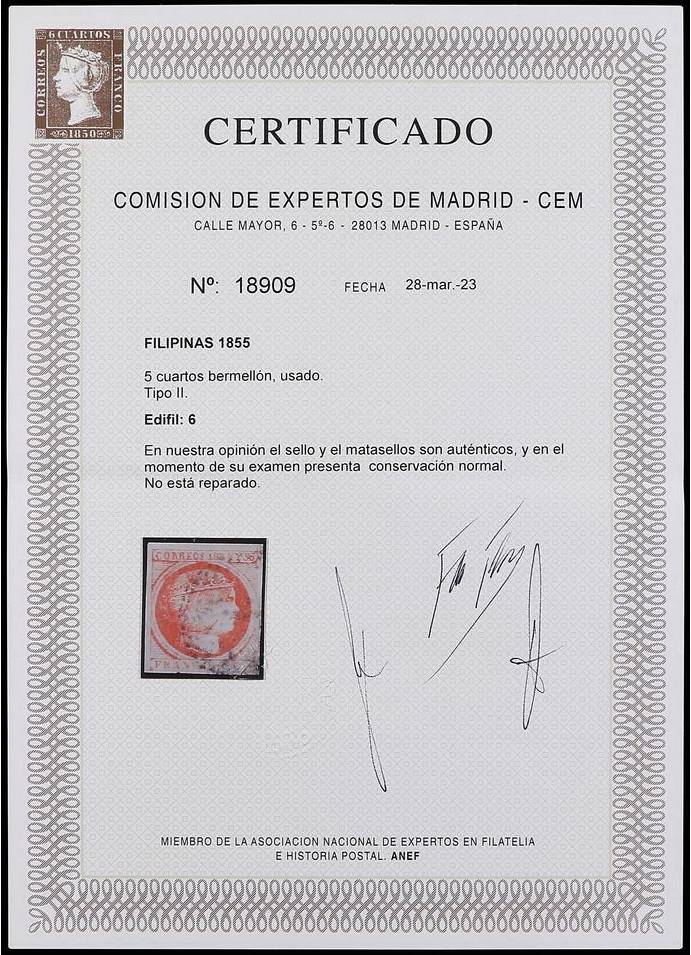 6 CUARTOS
CORREOS
FRANCO
1850
CERTIFICADO
COMISION DE EXPERTOS DE MADRID - CEM
CALLE MAYOR, 6 - 5º-6 - 28013 MADRID - ESPAÑA
Nº: 18909 FECHA 28-mar.-23
FILIPINAS 1855
5 cuartos bermellón, usado.
Tipo II.
Edifil: 6
En nuestra opinión el sello y el matasellos son auténticos, y en el
momento de su examen presenta conservación normal.
No está reparado.
CORREOS
MIEMBRO DE LA ASOCIACION NACIONAL DE EXPERTOS EN FILATELIA
E HISTORIA POSTAL. ANEF